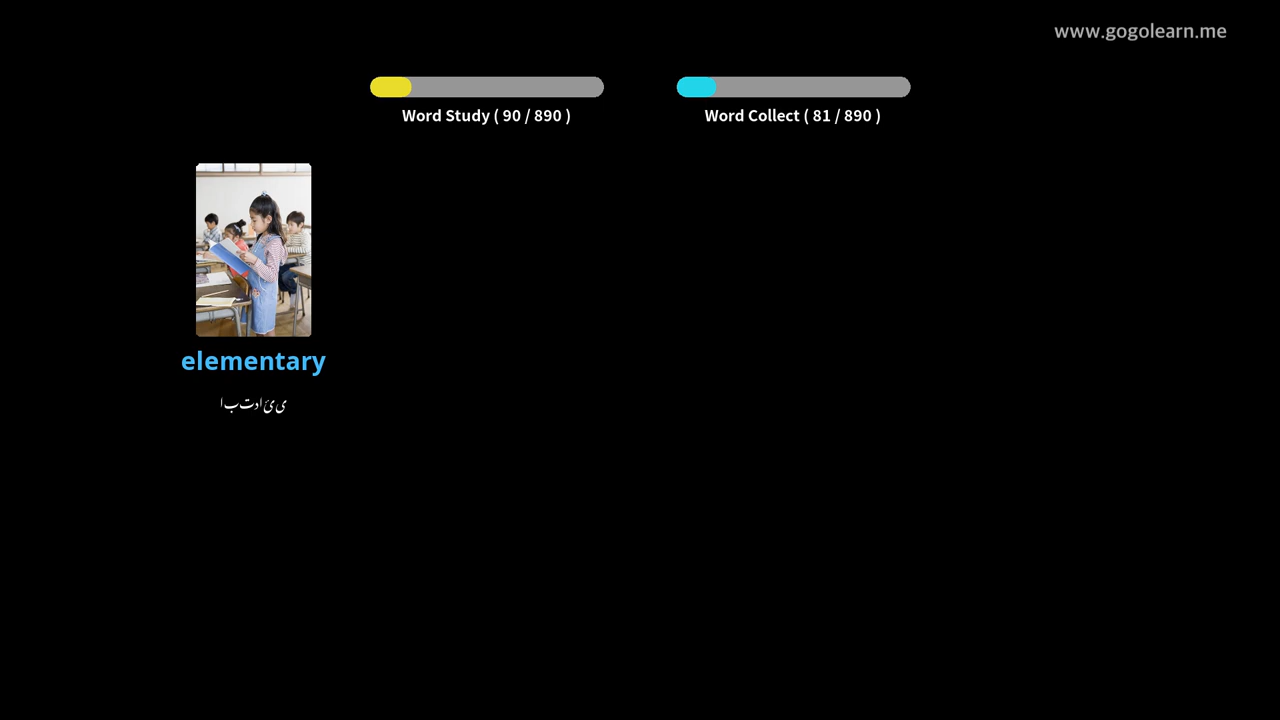 www.gogolearn.me
Word Study ( 90 / 890 )
Word Collect ( 81 / 890 )
elementary
ابتدائی